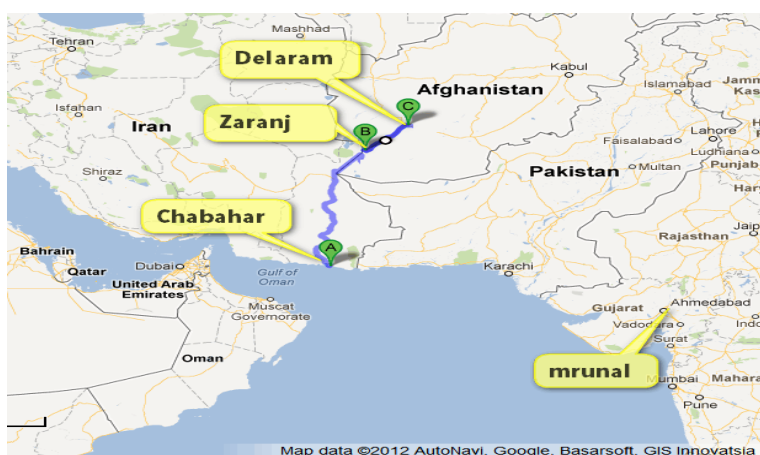 Mashhad
Tehran
Delaram
Kabul
Afghanistan
Islamabad
Jamm
Kas
Isfahan
Iran
Zaranj
B
C
Lahore
Faisalabad
Ludhiana
Shiraz
Pakistan
Multan
Punjab
Har
Chabahar
A
Rajasthan
Jaip
Bahrain
Qatar
Dubai
Gulf of
Oman
Karachi
United Arab
Emirates
Muscat
Governorate
Gujarat
Ahmedabad
Vadodara
Indo
Surat
Oman
mrunal
Mumbai
Mahara
Pune
Map data ©2012 AutoNavi, Google, Basarsoft, GIS Innovatsia